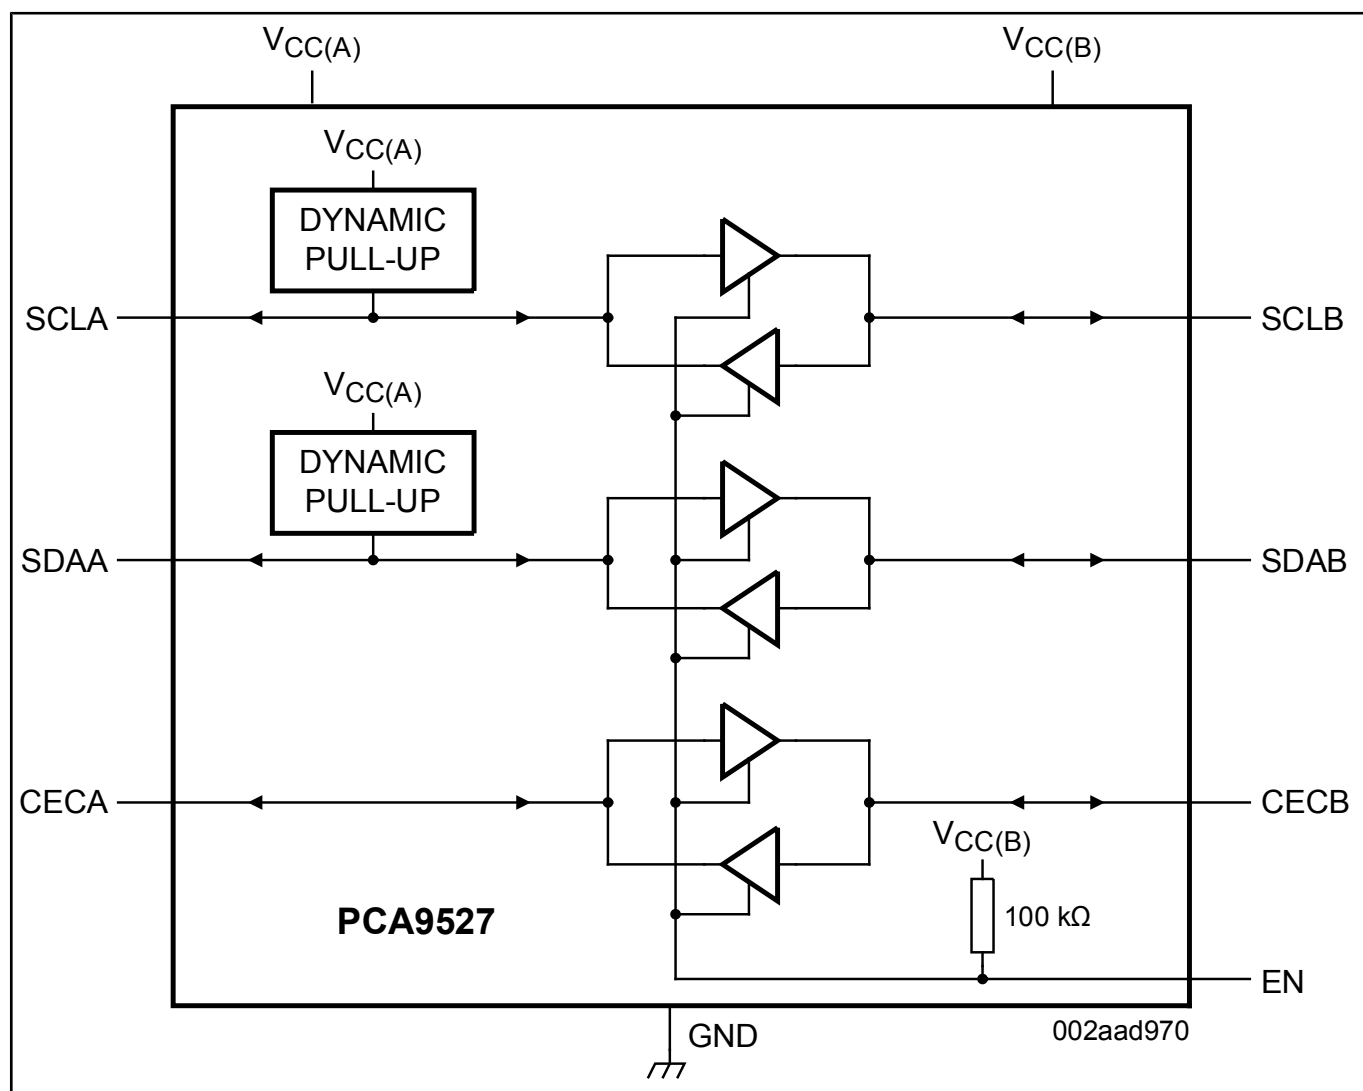 VCC(A)
VCC(B)
VCC(A)
DYNAMIC
PULL-UP
SCLA
SCLB
VCC(A)
DYNAMIC
PULL-UP
SDAA
SDAB
CECA
CECB
VCC(B)
PCA9527
100 kΩ
EN
GND
002aad970